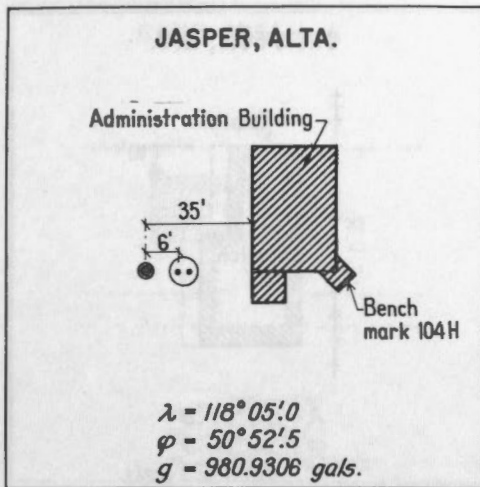 JASPER, ALTA.
Administration Building
35'
6'
Bench
mark 104H
λ = 118° 05.'0
φ = 50° 52.'5
g = 980.9306 gals.